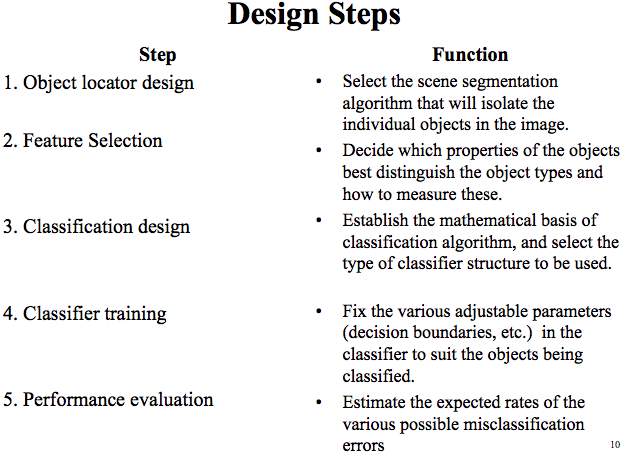 Design Steps
Step
Function
1. Object locator design
• Select the scene segmentation
algorithm that will isolate the
individual objects in the image.
2. Feature Selection
• Decide which properties of the objects
best distinguish the object types and
how to measure these.
3. Classification design
• Establish the mathematical basis of
classification algorithm, and select the
type of classifier structure to be used.
4. Classifier training
• Fix the various adjustable parameters
(decision boundaries, etc.)  in the
classifier to suit the objects being
classified.
5. Performance evaluation
• Estimate the expected rates of the
various possible misclassification
errors
10